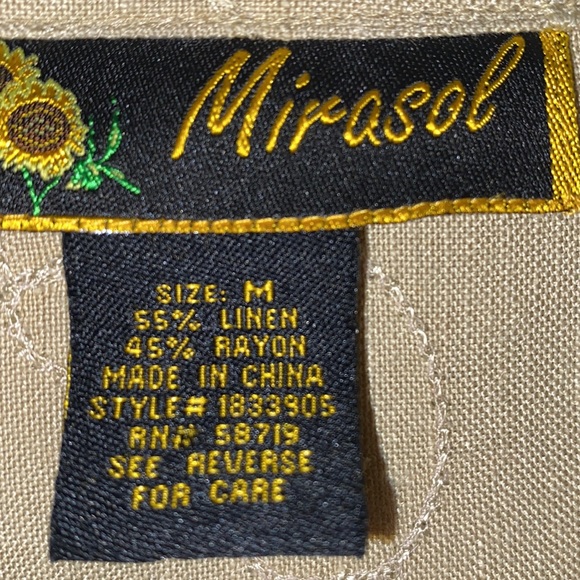 Mirasol
SIZE: M
55% LINEN
45% RAYON
MADE IN CHINA
STYLE# 1833905
RN# 58719
SEE REVERSE
FOR CARE